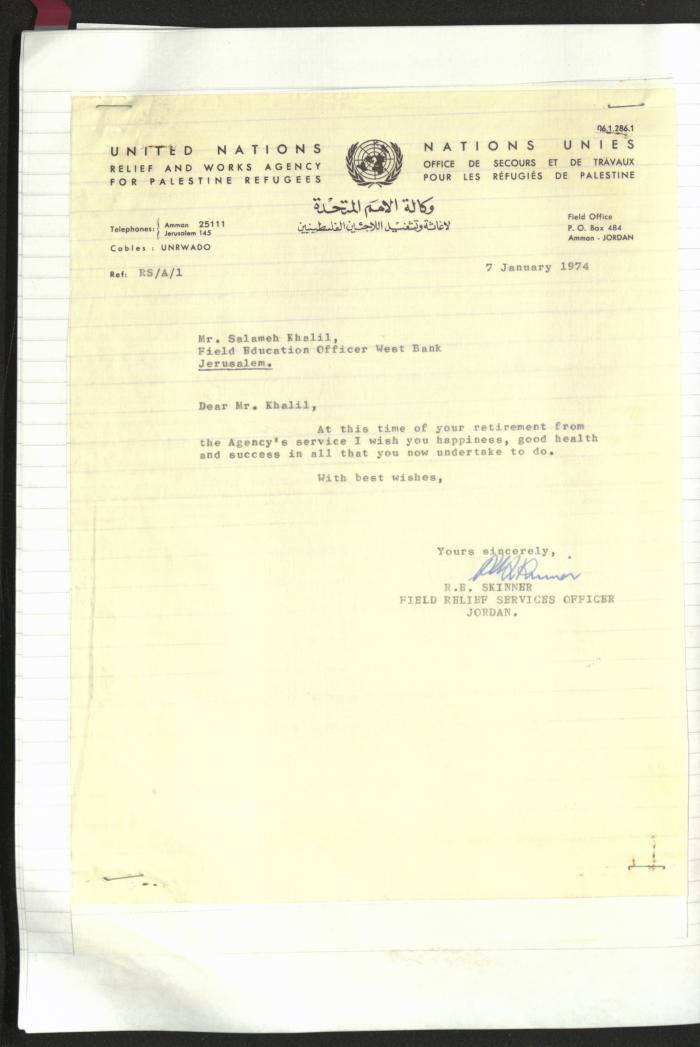 06.1.286.1
UNITED NATIONS
RELIEF AND WORKS AGENCY
FOR PALESTINE REFUGEES
NATIONS UNIES
OFFICE DE SECOURS ET DE TRAVAUX
POUR LES RÉFUGIÉS DE PALESTINE
وكالة الامم المتحدة
لاغاثة وتشغيل اللاجئين الفلسطينيين
Telephones: { Amman 25111
Jerusalem 145
Cables : UNRWADO
Field Office
P. O. Box 484
Amman - JORDAN
Ref: RS/A/1
7 January 1974
Mr. Salameh Khalil,
Field Education Officer West Bank
Jerusalem.
Dear Mr. Khalil,
At this time of your retirement from
the Agency's service I wish you happiness, good health
and success in all that you now undertake to do.
With best wishes,
Yours sincerely,
R.E. SKINNER
FIELD RELIEF SERVICES OFFICER
JORDAN.